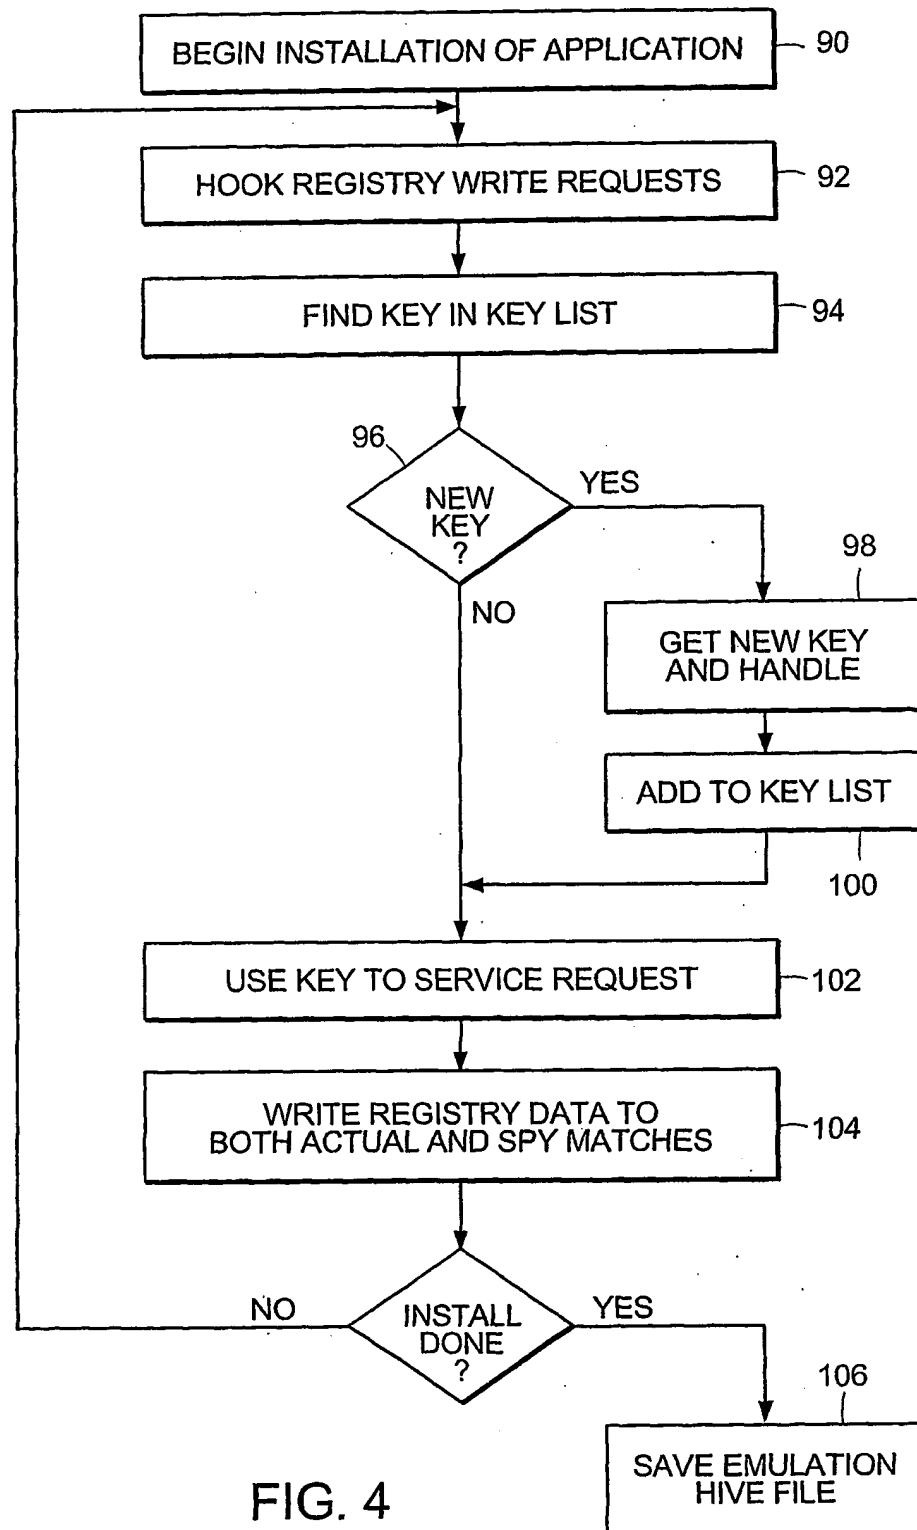 BEGIN INSTALLATION OF APPLICATION
90
HOOK REGISTRY WRITE REQUESTS
92
FIND KEY IN KEY LIST
94
96
NEW
KEY
?
YES
NO
98
GET NEW KEY
AND HANDLE
ADD TO KEY LIST
100
USE KEY TO SERVICE REQUEST
102
WRITE REGISTRY DATA TO
BOTH ACTUAL AND SPY MATCHES
104
NO
INSTALL
DONE
?
YES
106
SAVE EMULATION
HIVE FILE
FIG. 4